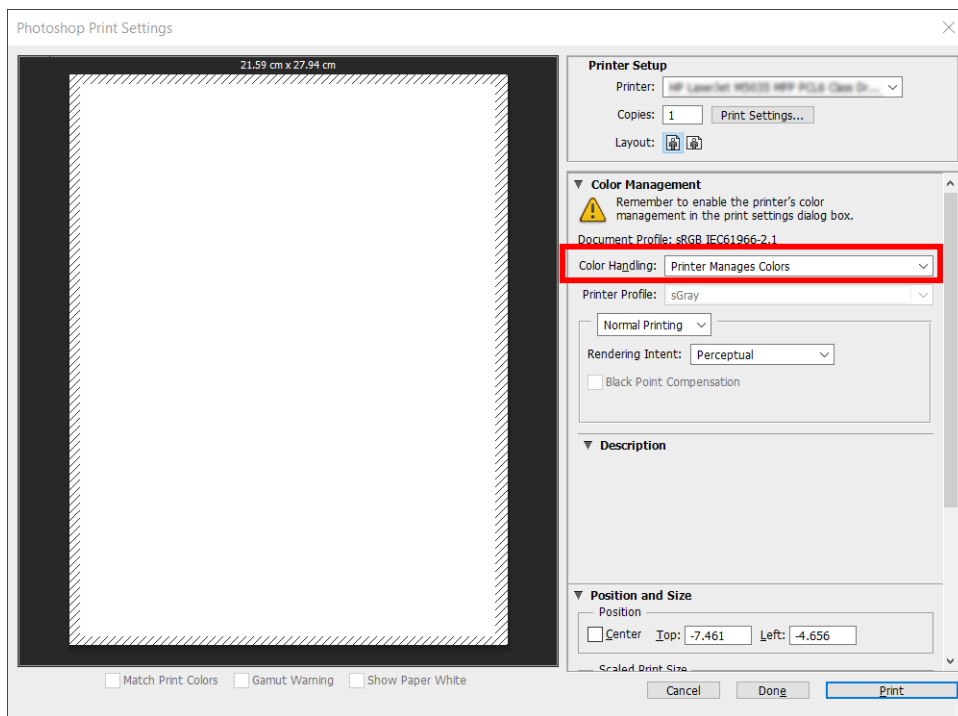 Photoshop Print Settings
21.59 cm x 27.94 cm
Printer Setup
Printer:
Copies: 1 Print Settings...
Layout:
Color Management
Remember to enable the printer's color
management in the print settings dialog box.
Document Profile: sRGB IEC61966-2.1
Color Handling: Printer Manages Colors
Printer Profile: sGray
Normal Printing
Rendering Intent: Perceptual
Black Point Compensation
Description
Position and Size
Position
Center Top: -7.461 Left: -4.656
Scaled Print Size
Match Print Colors Gamut Warning Show Paper White
Cancel Done Print